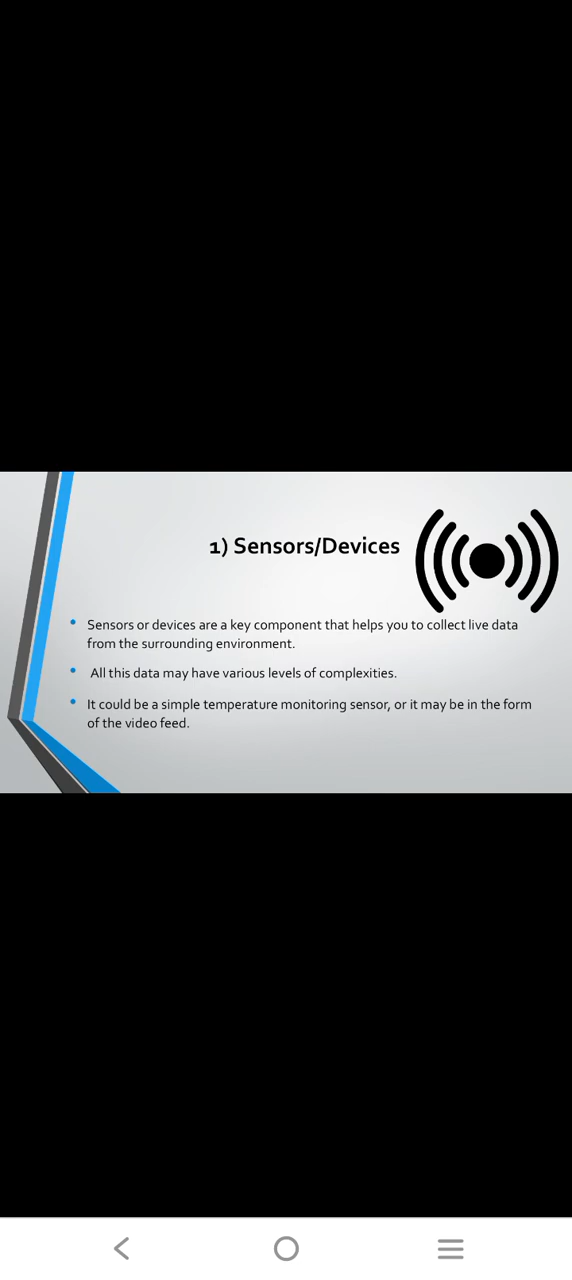 1) Sensors/Devices
• Sensors or devices are a key component that helps you to collect live data
from the surrounding environment.
• All this data may have various levels of complexities.
• It could be a simple temperature monitoring sensor, or it may be in the form
of the video feed.